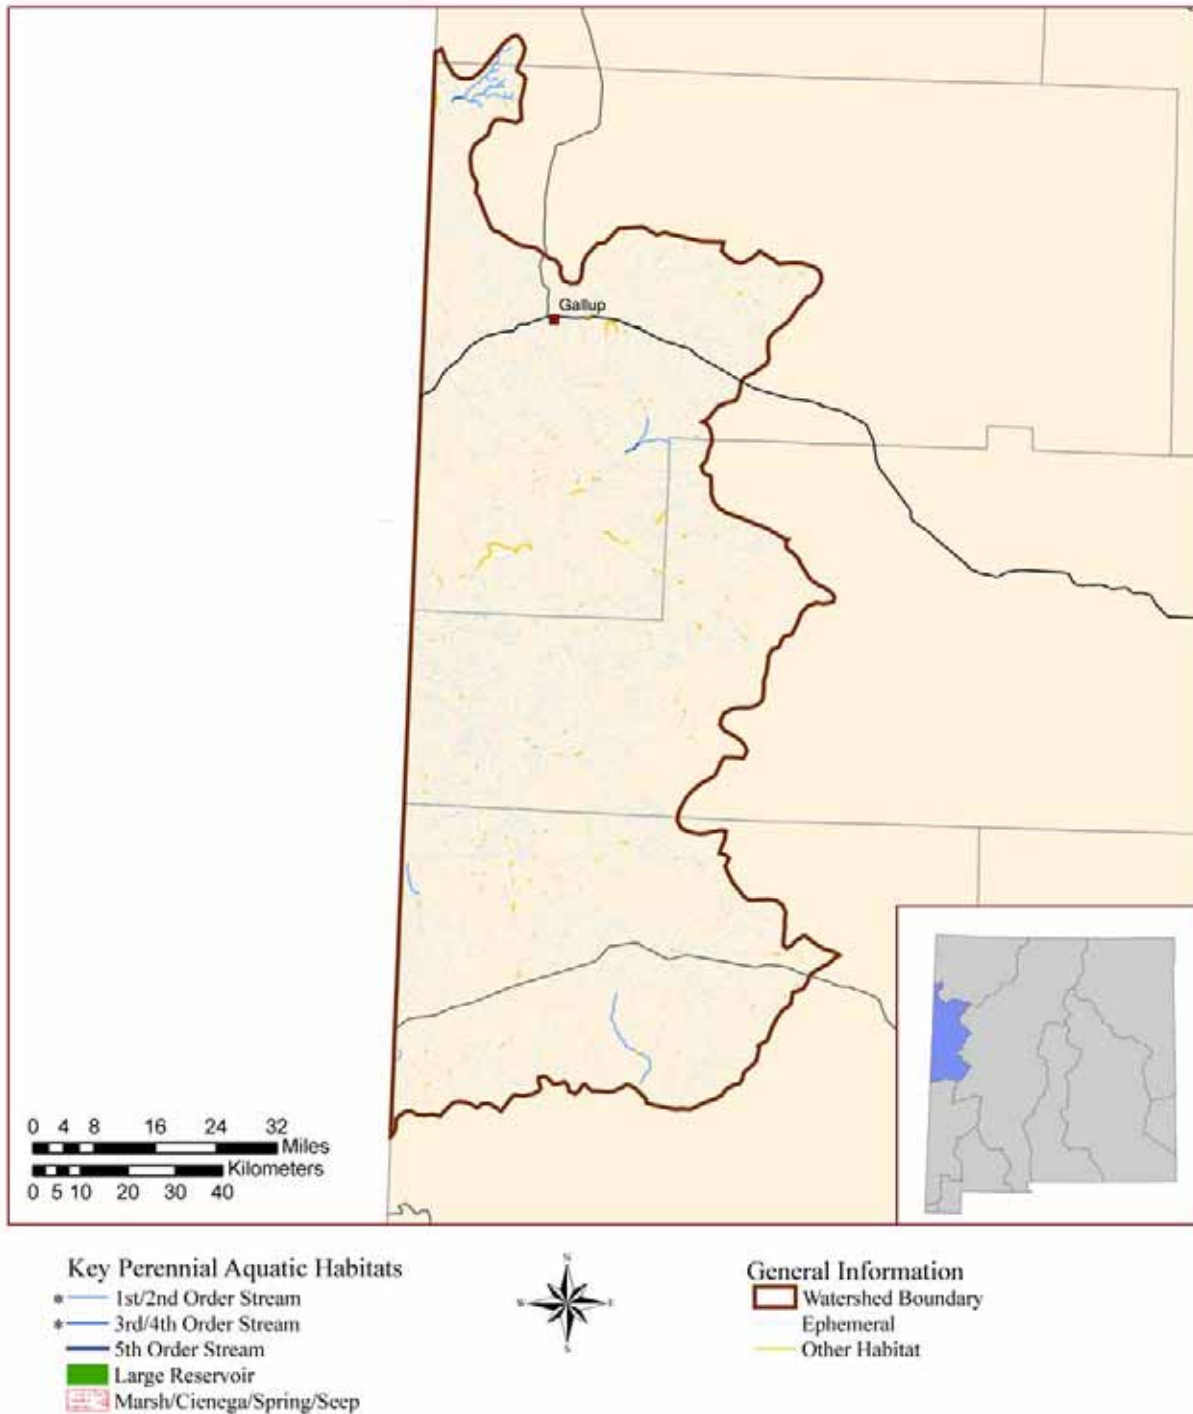 Gallup
0 4 8 16 24 32
Miles
Kilometers
0 5 10 20 30 40
Key Perennial Aquatic Habitats
* 1st/2nd Order Stream
* 3rd/4th Order Stream
5th Order Stream
Large Reservoir
Marsh/Cienega/Spring/Seep
N
W E
S
General Information
Watershed Boundary
Ephemeral
Other Habitat